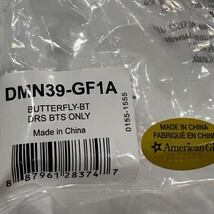 DMN39-GF1A
BUTTERFLY-BT
DRS BTS ONLY
Made in China
0155-1555
8 87961 28374 7
MADE IN CHINA
FABRIQUÉ EN CHINE
AmericanGi